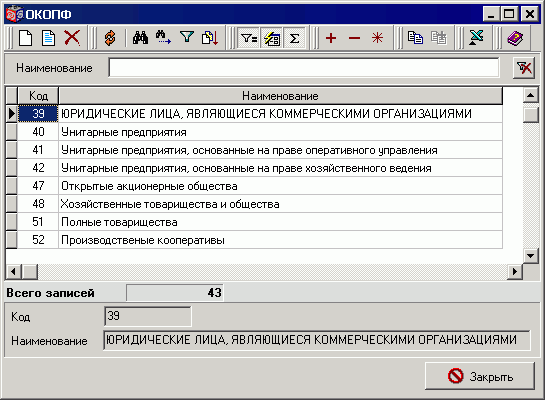 ОКОПФ
Наименование
Код Наименование
39 ЮРИДИЧЕСКИЕ ЛИЦА, ЯВЛЯЮЩИЕСЯ КОММЕРЧЕСКИМИ ОРГАНИЗАЦИЯМИ
40 Унитарные предприятия
41 Унитарные предприятия, основанные на праве оперативного управления
42 Унитарные предприятия, основанные на праве хозяйственного ведения
47 Открытые акционерные общества
48 Хозяйственные товарищества и общества
51 Полные товарищества
52 Производственые кооперативы
Всего записей 43
Код 39
Наименование ЮРИДИЧЕСКИЕ ЛИЦА, ЯВЛЯЮЩИЕСЯ КОММЕРЧЕСКИМИ ОРГАНИЗАЦИЯМИ
Закрыть